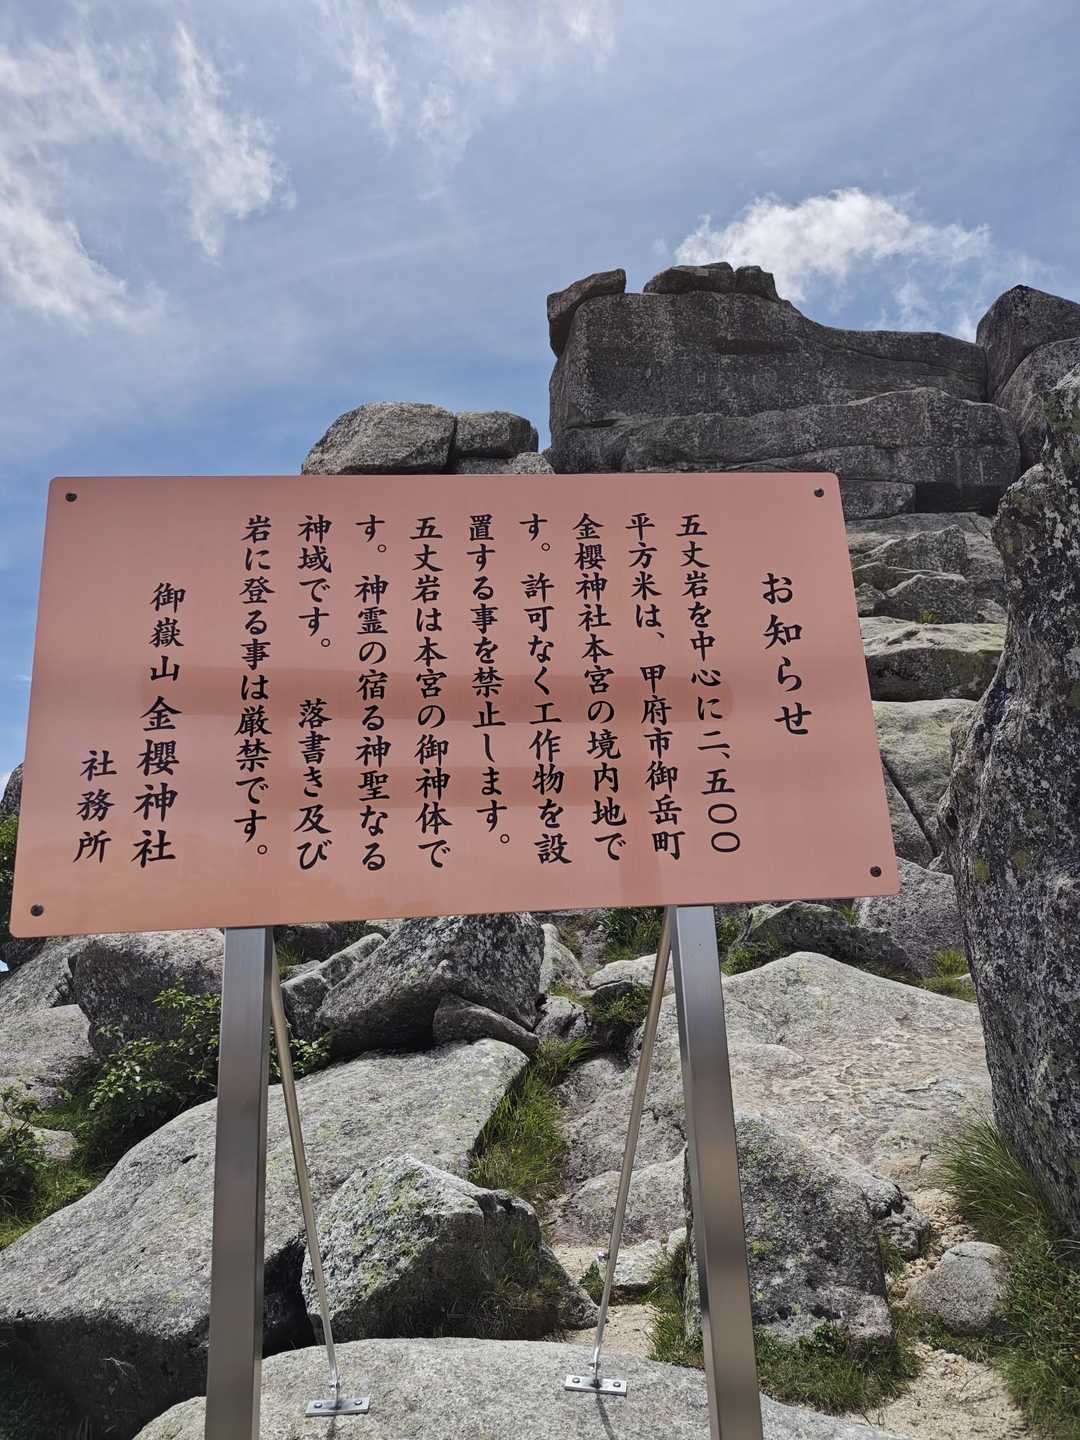 お知らせ
五丈岩を中心に二、五〇〇
平方米は、甲府市御岳町
金櫻神社本宮の境内地で
す。許可なく工作物を設
置する事を禁止します。
五丈岩は本宮の御神体で
す。神霊の宿る神聖なる
神域です。 落書き及び
岩に登る事は厳禁です。
御嶽山金櫻神社
社務所